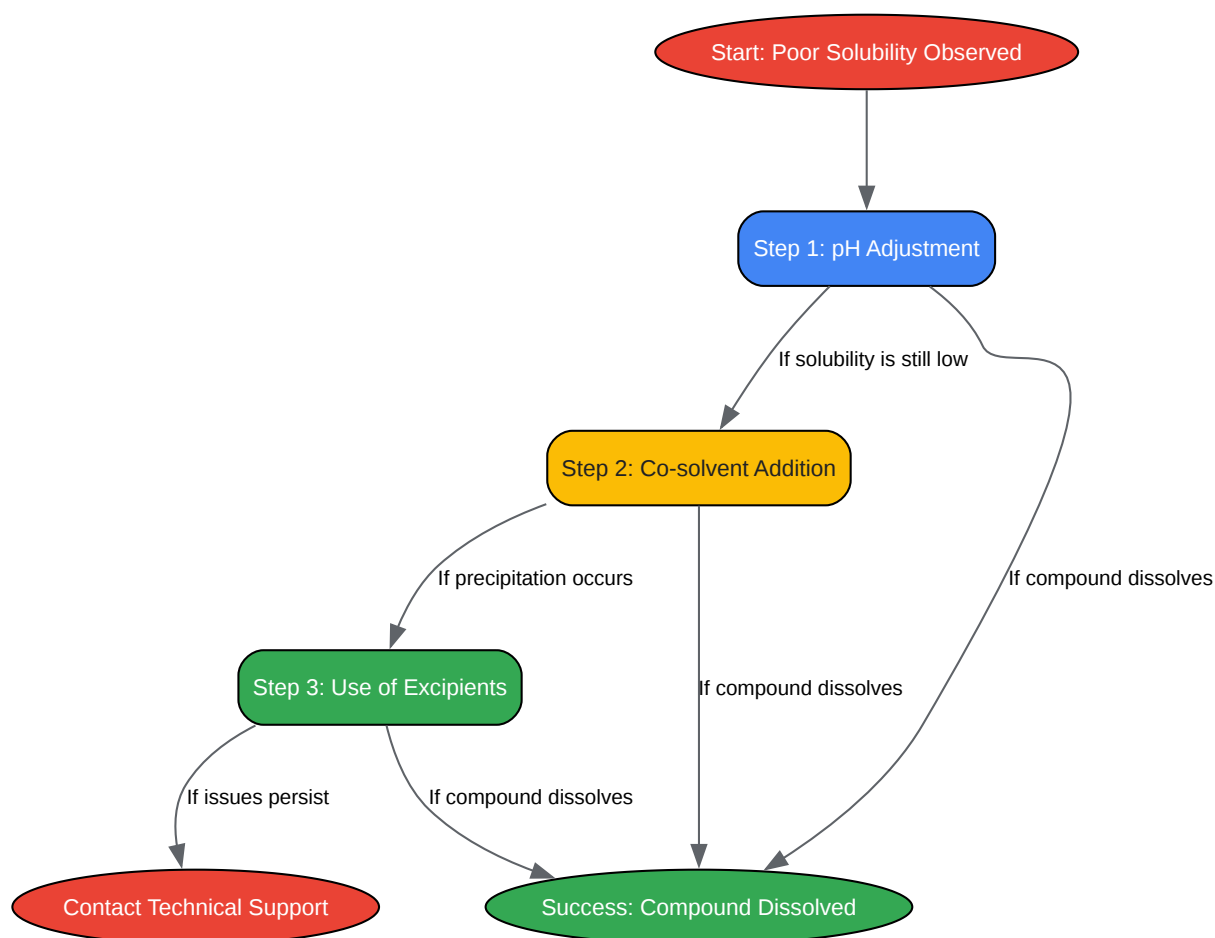 Start: Poor Solubility Observed
Step 1: pH Adjustment
If solubility is still low
Step 2: Co-solvent Addition
If precipitation occurs
If compound dissolves
Step 3: Use of Excipients
If compound dissolves
If issues persist
If compound dissolves
Contact Technical Support
Success: Compound Dissolved